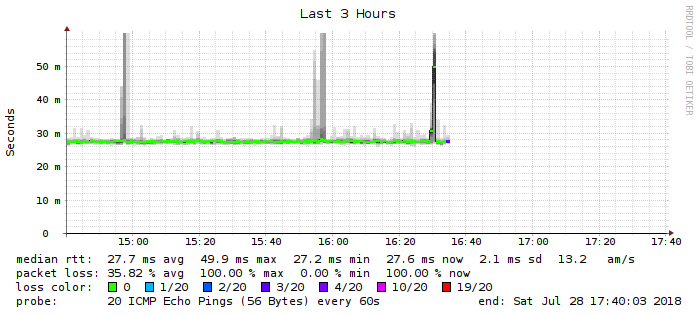 Last 3 Hours
RRDTOOL / TOBI OETIKER
Seconds
50 m
40 m
30 m
20 m
10 m
0
15:00 15:20 15:40 16:00 16:20 16:40 17:00 17:20 17:40
median rtt: 27.7 ms avg 49.9 ms max 27.2 ms min 27.6 ms now 2.1 ms sd 13.2 am/s
packet loss: 35.82 % avg 100.00 % max 0.00 % min 100.00 % now
loss color: 0 1/20 2/20 3/20 4/20 10/20 19/20
probe: 20 ICMP Echo Pings (56 Bytes) every 60s end: Sat Jul 28 17:40:03 2018